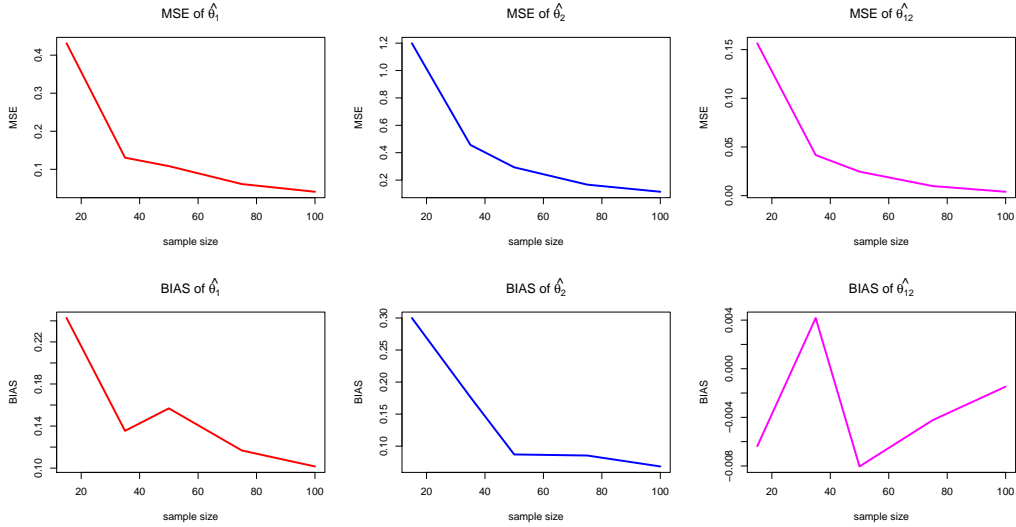 MSE of θ̂₁
MSE
0.1 0.2 0.3 0.4
20 40 60 80 100
sample size
MSE of θ̂₂
MSE
0.2 0.4 0.6 0.8 1.0 1.2
20 40 60 80 100
sample size
MSE of θ̂₁₂
MSE
0.00 0.05 0.10 0.15
20 40 60 80 100
sample size
BIAS of θ̂₁
BIAS
0.10 0.14 0.18 0.22
20 40 60 80 100
sample size
BIAS of θ̂₂
BIAS
0.10 0.15 0.20 0.25 0.30
20 40 60 80 100
sample size
BIAS of θ̂₁₂
BIAS
−0.008 −0.004 0.000 0.004
20 40 60 80 100
sample size